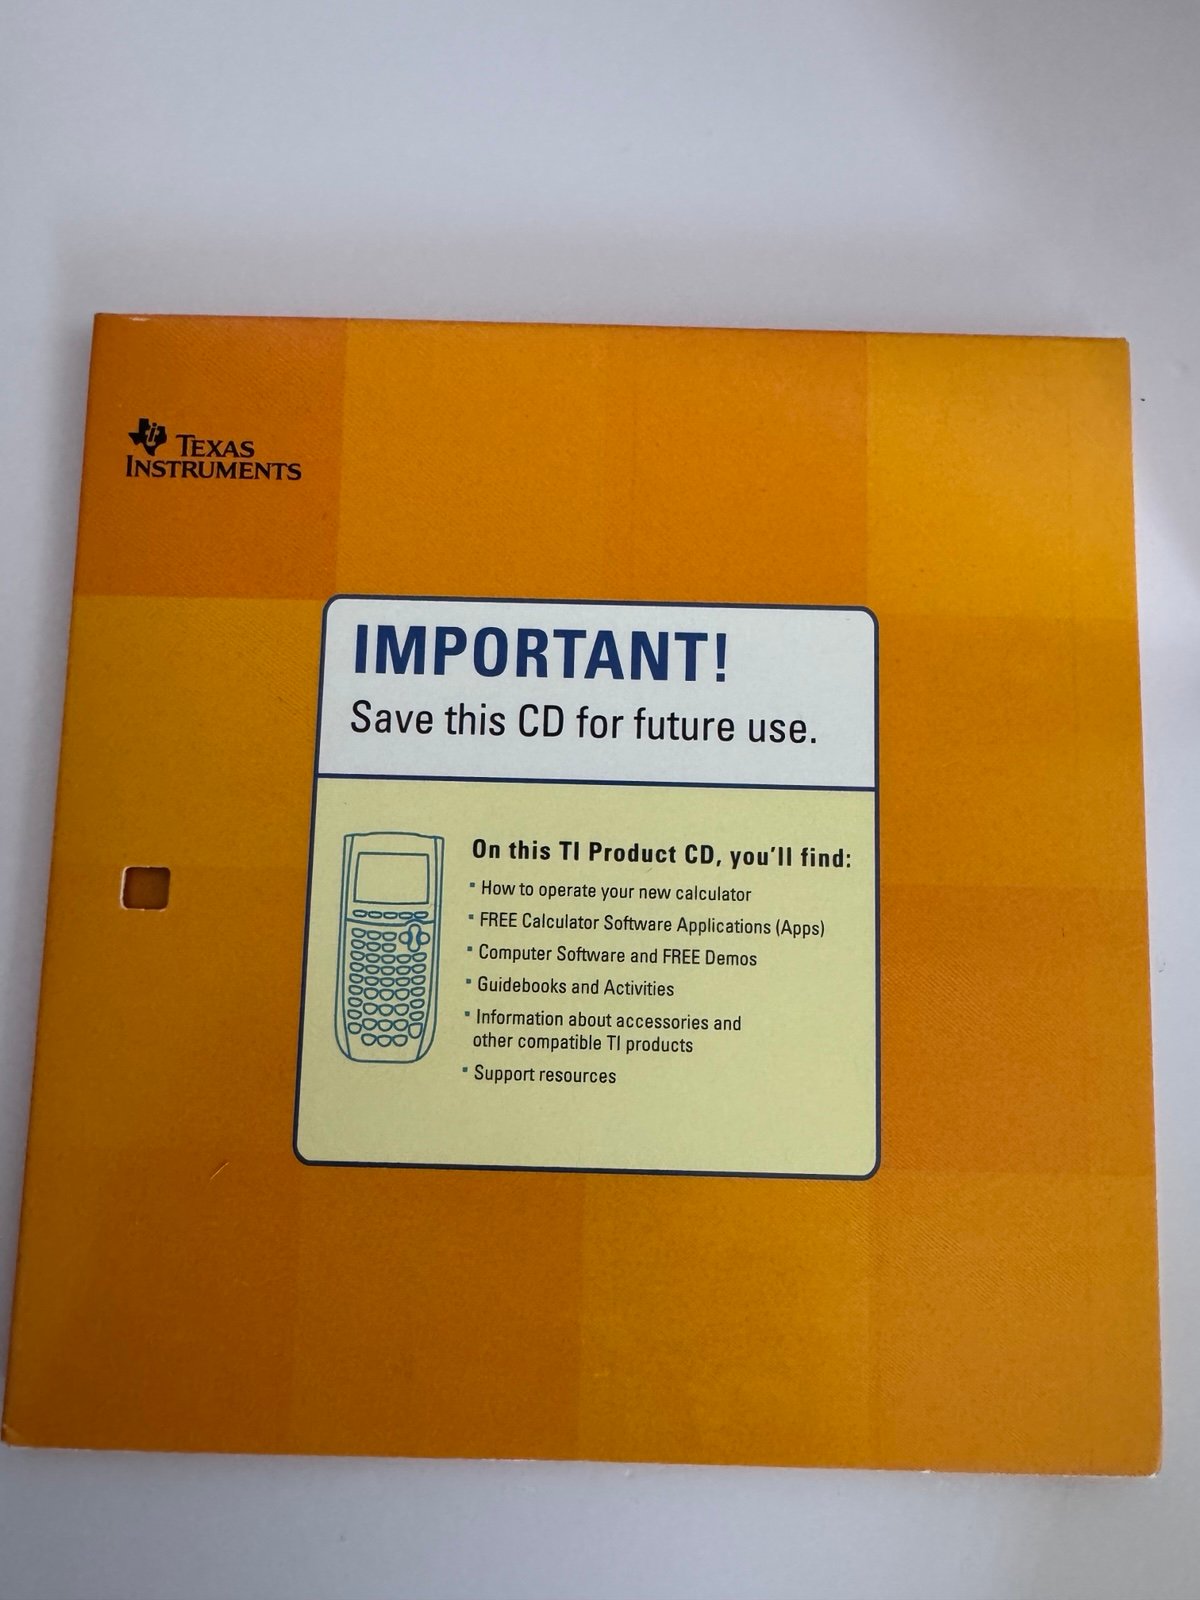 TEXAS
INSTRUMENTS
IMPORTANT!
Save this CD for future use.
On this TI Product CD, you'll find:
▪ How to operate your new calculator
▪ FREE Calculator Software Applications (Apps)
▪ Computer Software and FREE Demos
▪ Guidebooks and Activities
▪ Information about accessories and
other compatible TI products
▪ Support resources